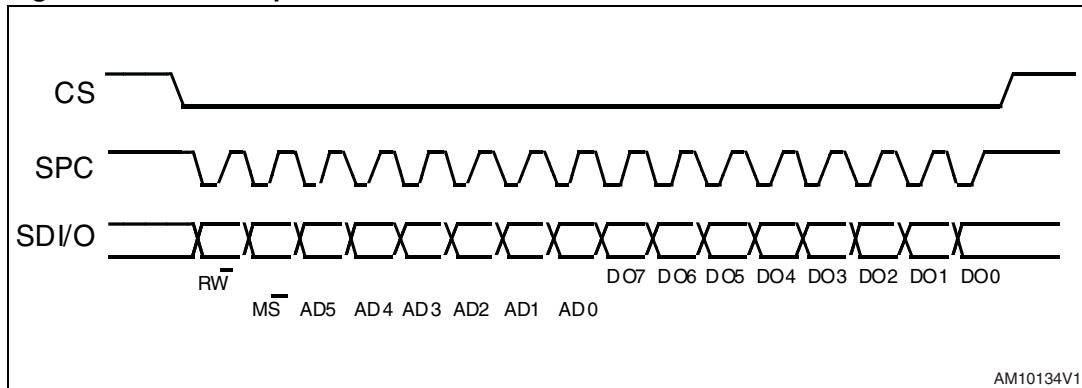 CS
SPC
SDI/O
RW DO7 DO6 DO5 DO4 DO3 DO2 DO1 DO0
MS AD5 AD4 AD3 AD2 AD1 AD0
AM10134V1